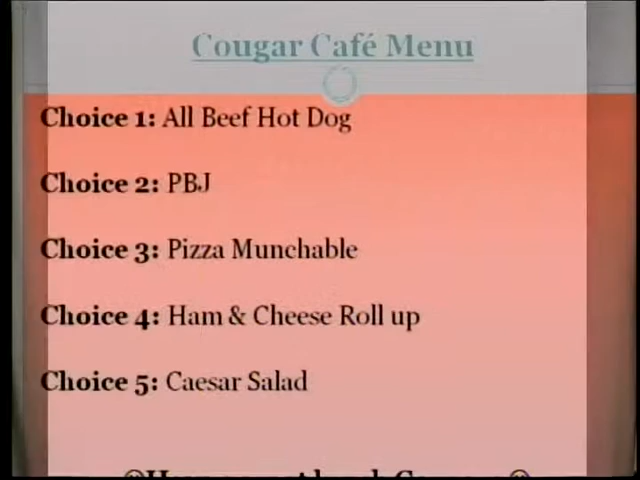 Cougar Café Menu
Choice 1: All Beef Hot Dog
Choice 2: PBJ
Choice 3: Pizza Munchable
Choice 4: Ham & Cheese Roll up
Choice 5: Caesar Salad